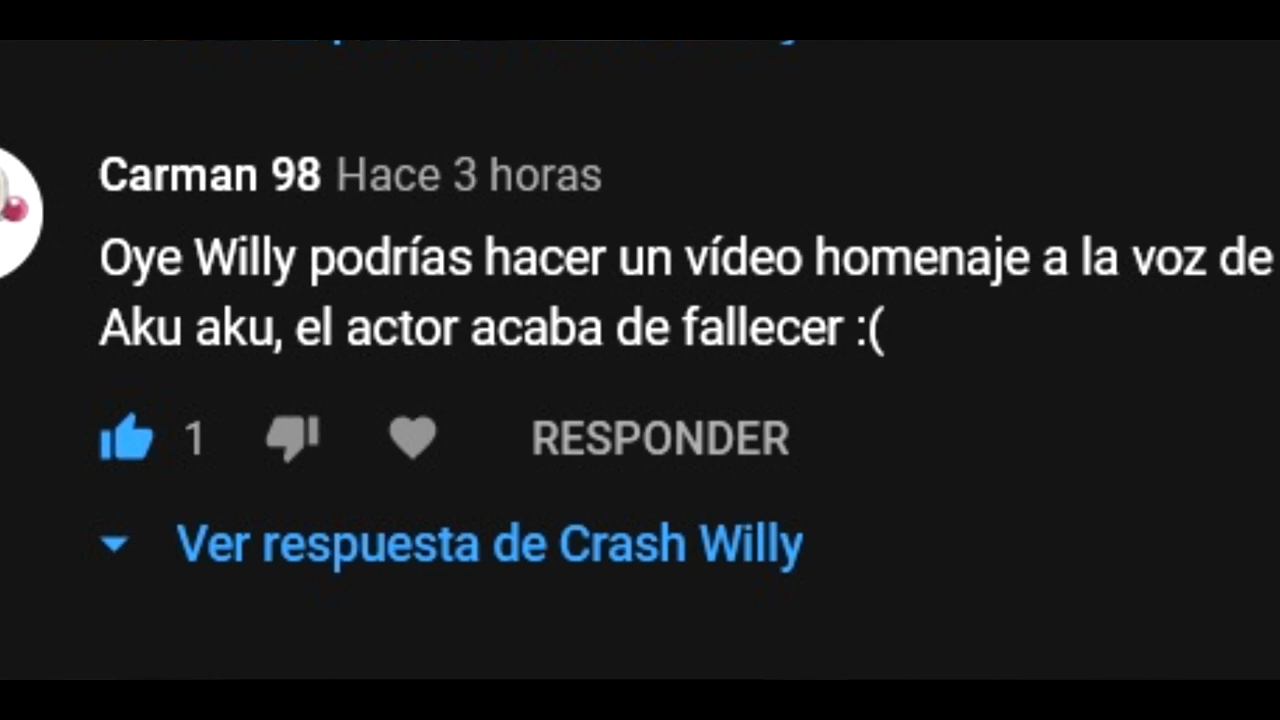 Carman 98 Hace 3 horas
Oye Willy podrías hacer un vídeo homenaje a la voz de
Aku aku, el actor acaba de fallecer :(
1 RESPONDER
Ver respuesta de Crash Willy